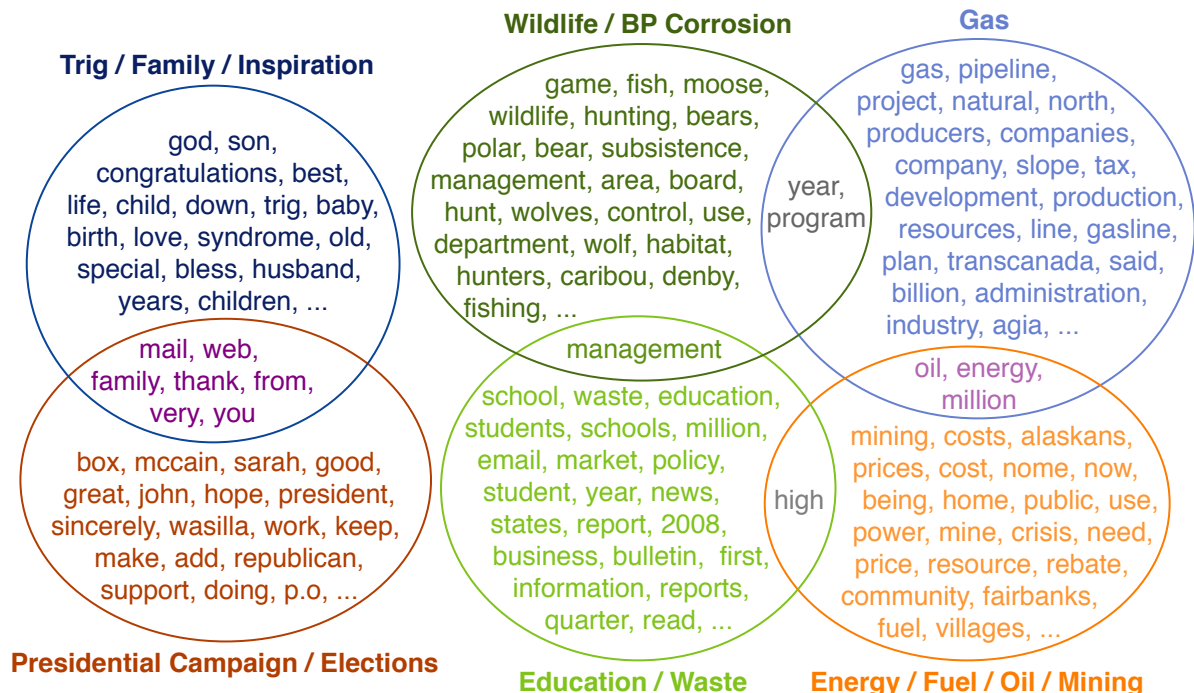 Trig / Family / Inspiration
god, son,
congratulations, best,
life, child, down, trig, baby,
birth, love, syndrome, old,
special, bless, husband,
years, children, ...
mail, web,
family, thank, from,
very, you
box, mccain, sarah, good,
great, john, hope, president,
sincerely, wasilla, work, keep,
make, add, republican,
support, doing, p.o, ...
Presidential Campaign / Elections
Wildlife / BP Corrosion
game, fish, moose,
wildlife, hunting, bears,
polar, bear, subsistence,
management, area, board,
hunt, wolves, control, use,
department, wolf, habitat,
hunters, caribou, denby,
fishing, ...
year,
program
management
school, waste, education,
students, schools, million,
email, market, policy,
student, year, news,
states, report, 2008,
business, bulletin, first,
information, reports,
quarter, read, ...
high
Education / Waste
Gas
gas, pipeline,
project, natural, north,
producers, companies,
company, slope, tax,
development, production,
resources, line, gasline,
plan, transcanada, said,
billion, administration,
industry, agia, ...
oil, energy,
million
mining, costs, alaskans,
prices, cost, nome, now,
being, home, public, use,
power, mine, crisis, need,
price, resource, rebate,
community, fairbanks,
fuel, villages, ...
Energy / Fuel / Oil / Mining